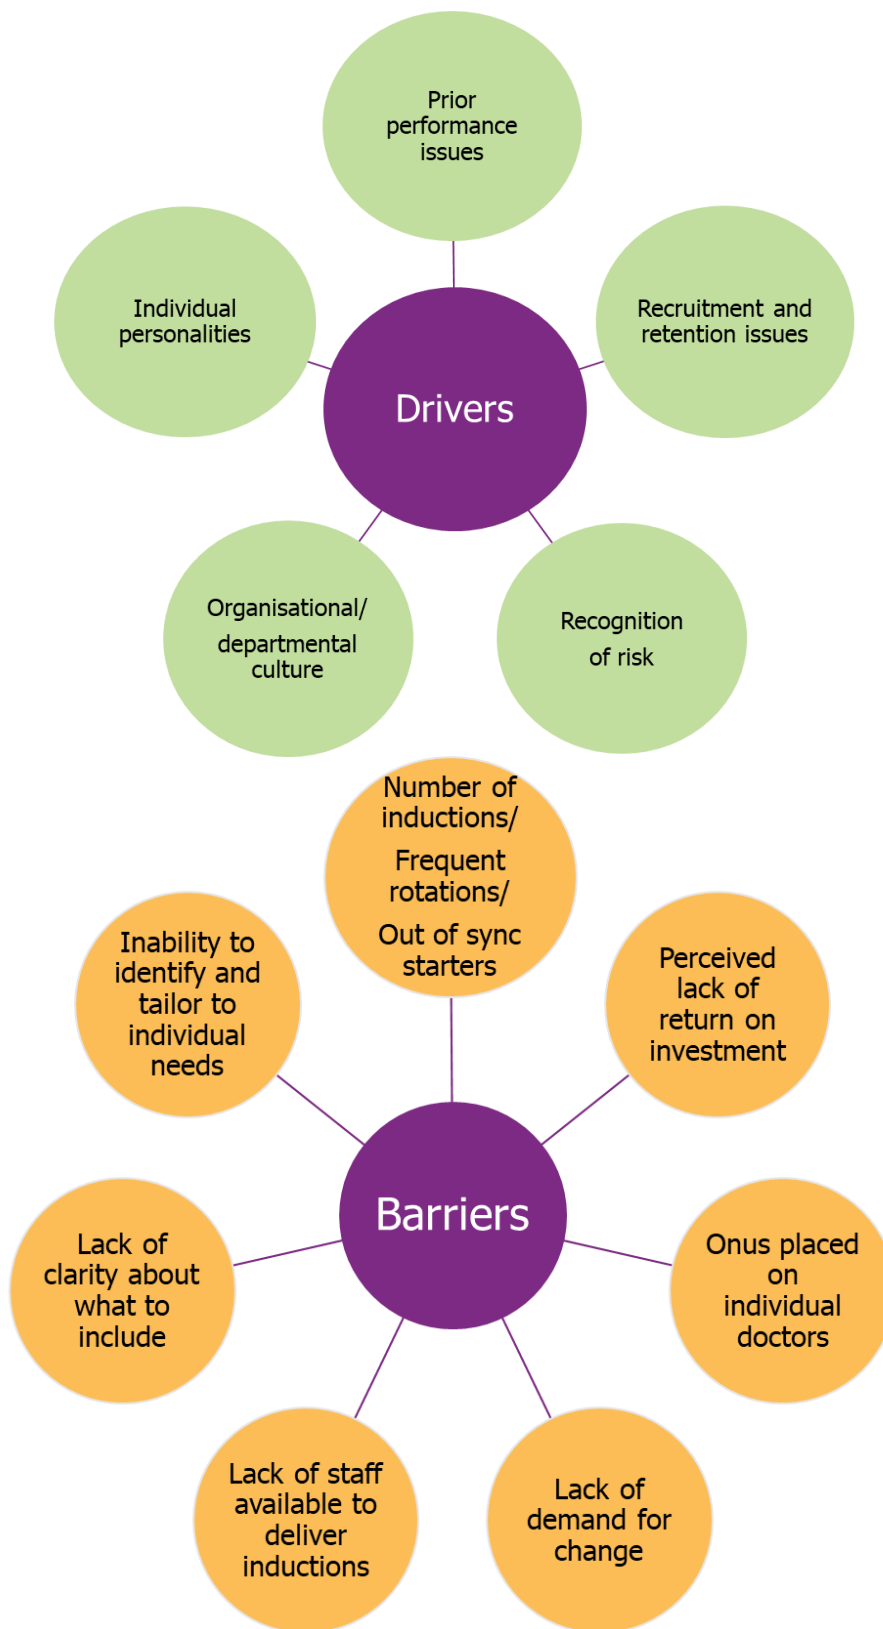 Prior
performance
issues
Individual
personalities
Recruitment and
retention issues
Drivers
Organisational/
departmental
culture
Recognition
of risk
Number of
inductions/
Frequent
rotations/
Out of sync
starters
Inability to
identify and
tailor to
individual
needs
Perceived
lack of
return on
investment
Barriers
Lack of
clarity about
what to
include
Onus placed
on
individual
doctors
Lack of staff
available to
deliver
inductions
Lack of
demand for
change